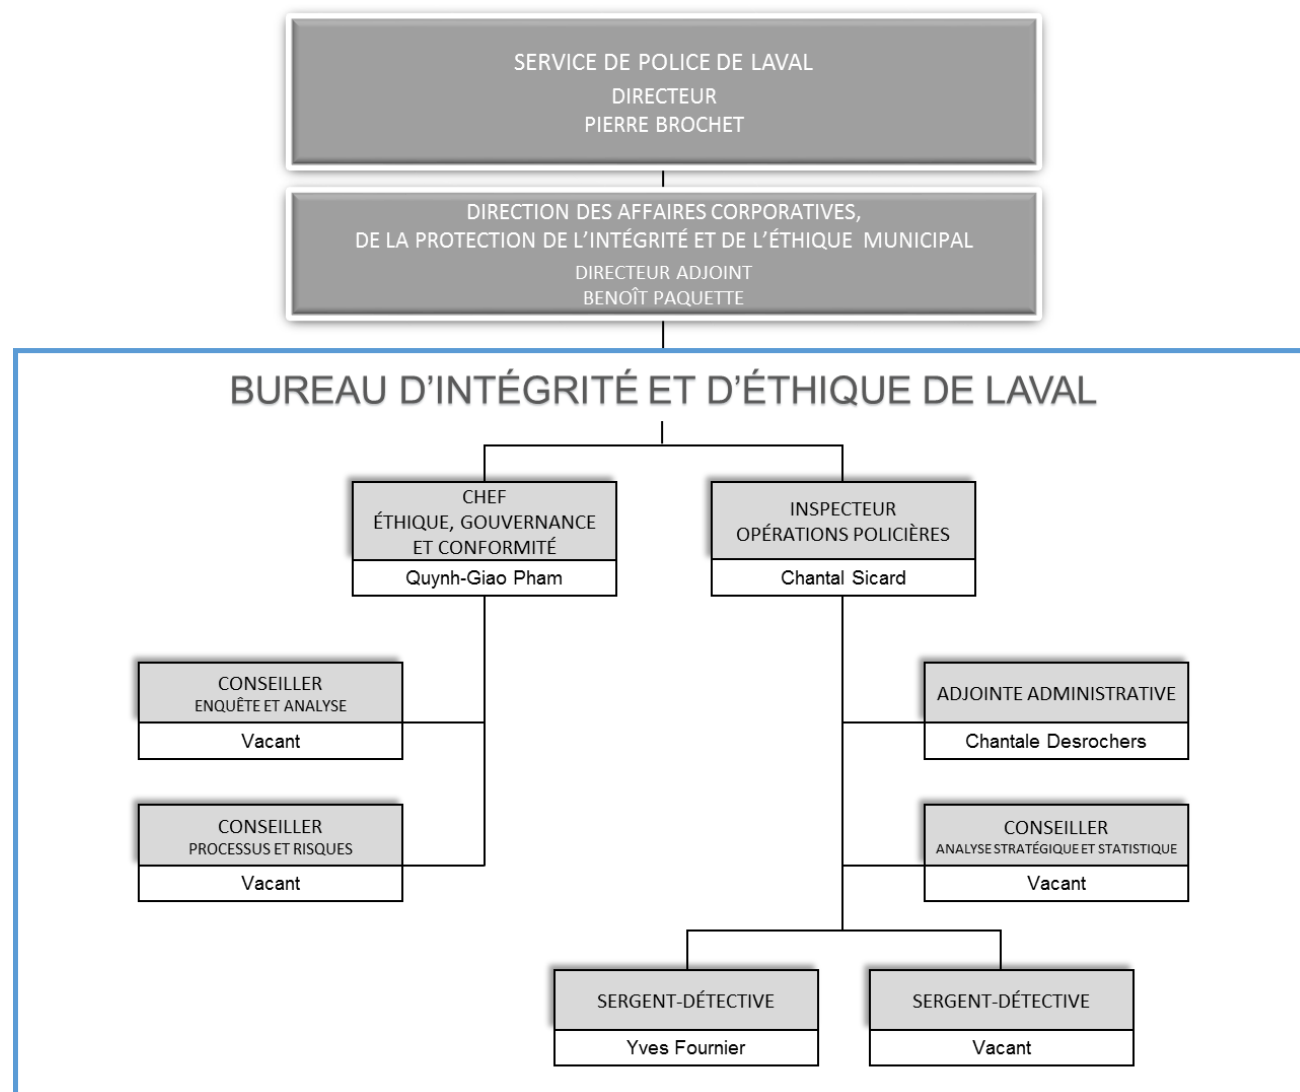 SERVICE DE POLICE DE LAVAL
DIRECTEUR
PIERRE BROCHET
DIRECTION DES AFFAIRES CORPORATIVES,
DE LA PROTECTION DE L’INTÉGRITÉ ET DE L’ÉTHIQUE MUNICIPAL
DIRECTEUR ADJOINT
BENOÎT PAQUETTE
BUREAU D’INTÉGRITÉ ET D’ÉTHIQUE DE LAVAL
CHEF
ÉTHIQUE, GOUVERNANCE
ET CONFORMITÉ
Quynh-Giao Pham
INSPECTEUR
OPÉRATIONS POLICIÈRES
Chantal Sicard
CONSEILLER
ENQUÊTE ET ANALYSE
Vacant
ADJOINTE ADMINISTRATIVE
Chantale Desrochers
CONSEILLER
PROCESSUS ET RISQUES
Vacant
CONSEILLER
ANALYSE STRATÉGIQUE ET STATISTIQUE
Vacant
SERGENT-DÉTECTIVE
Yves Fournier
SERGENT-DÉTECTIVE
Vacant